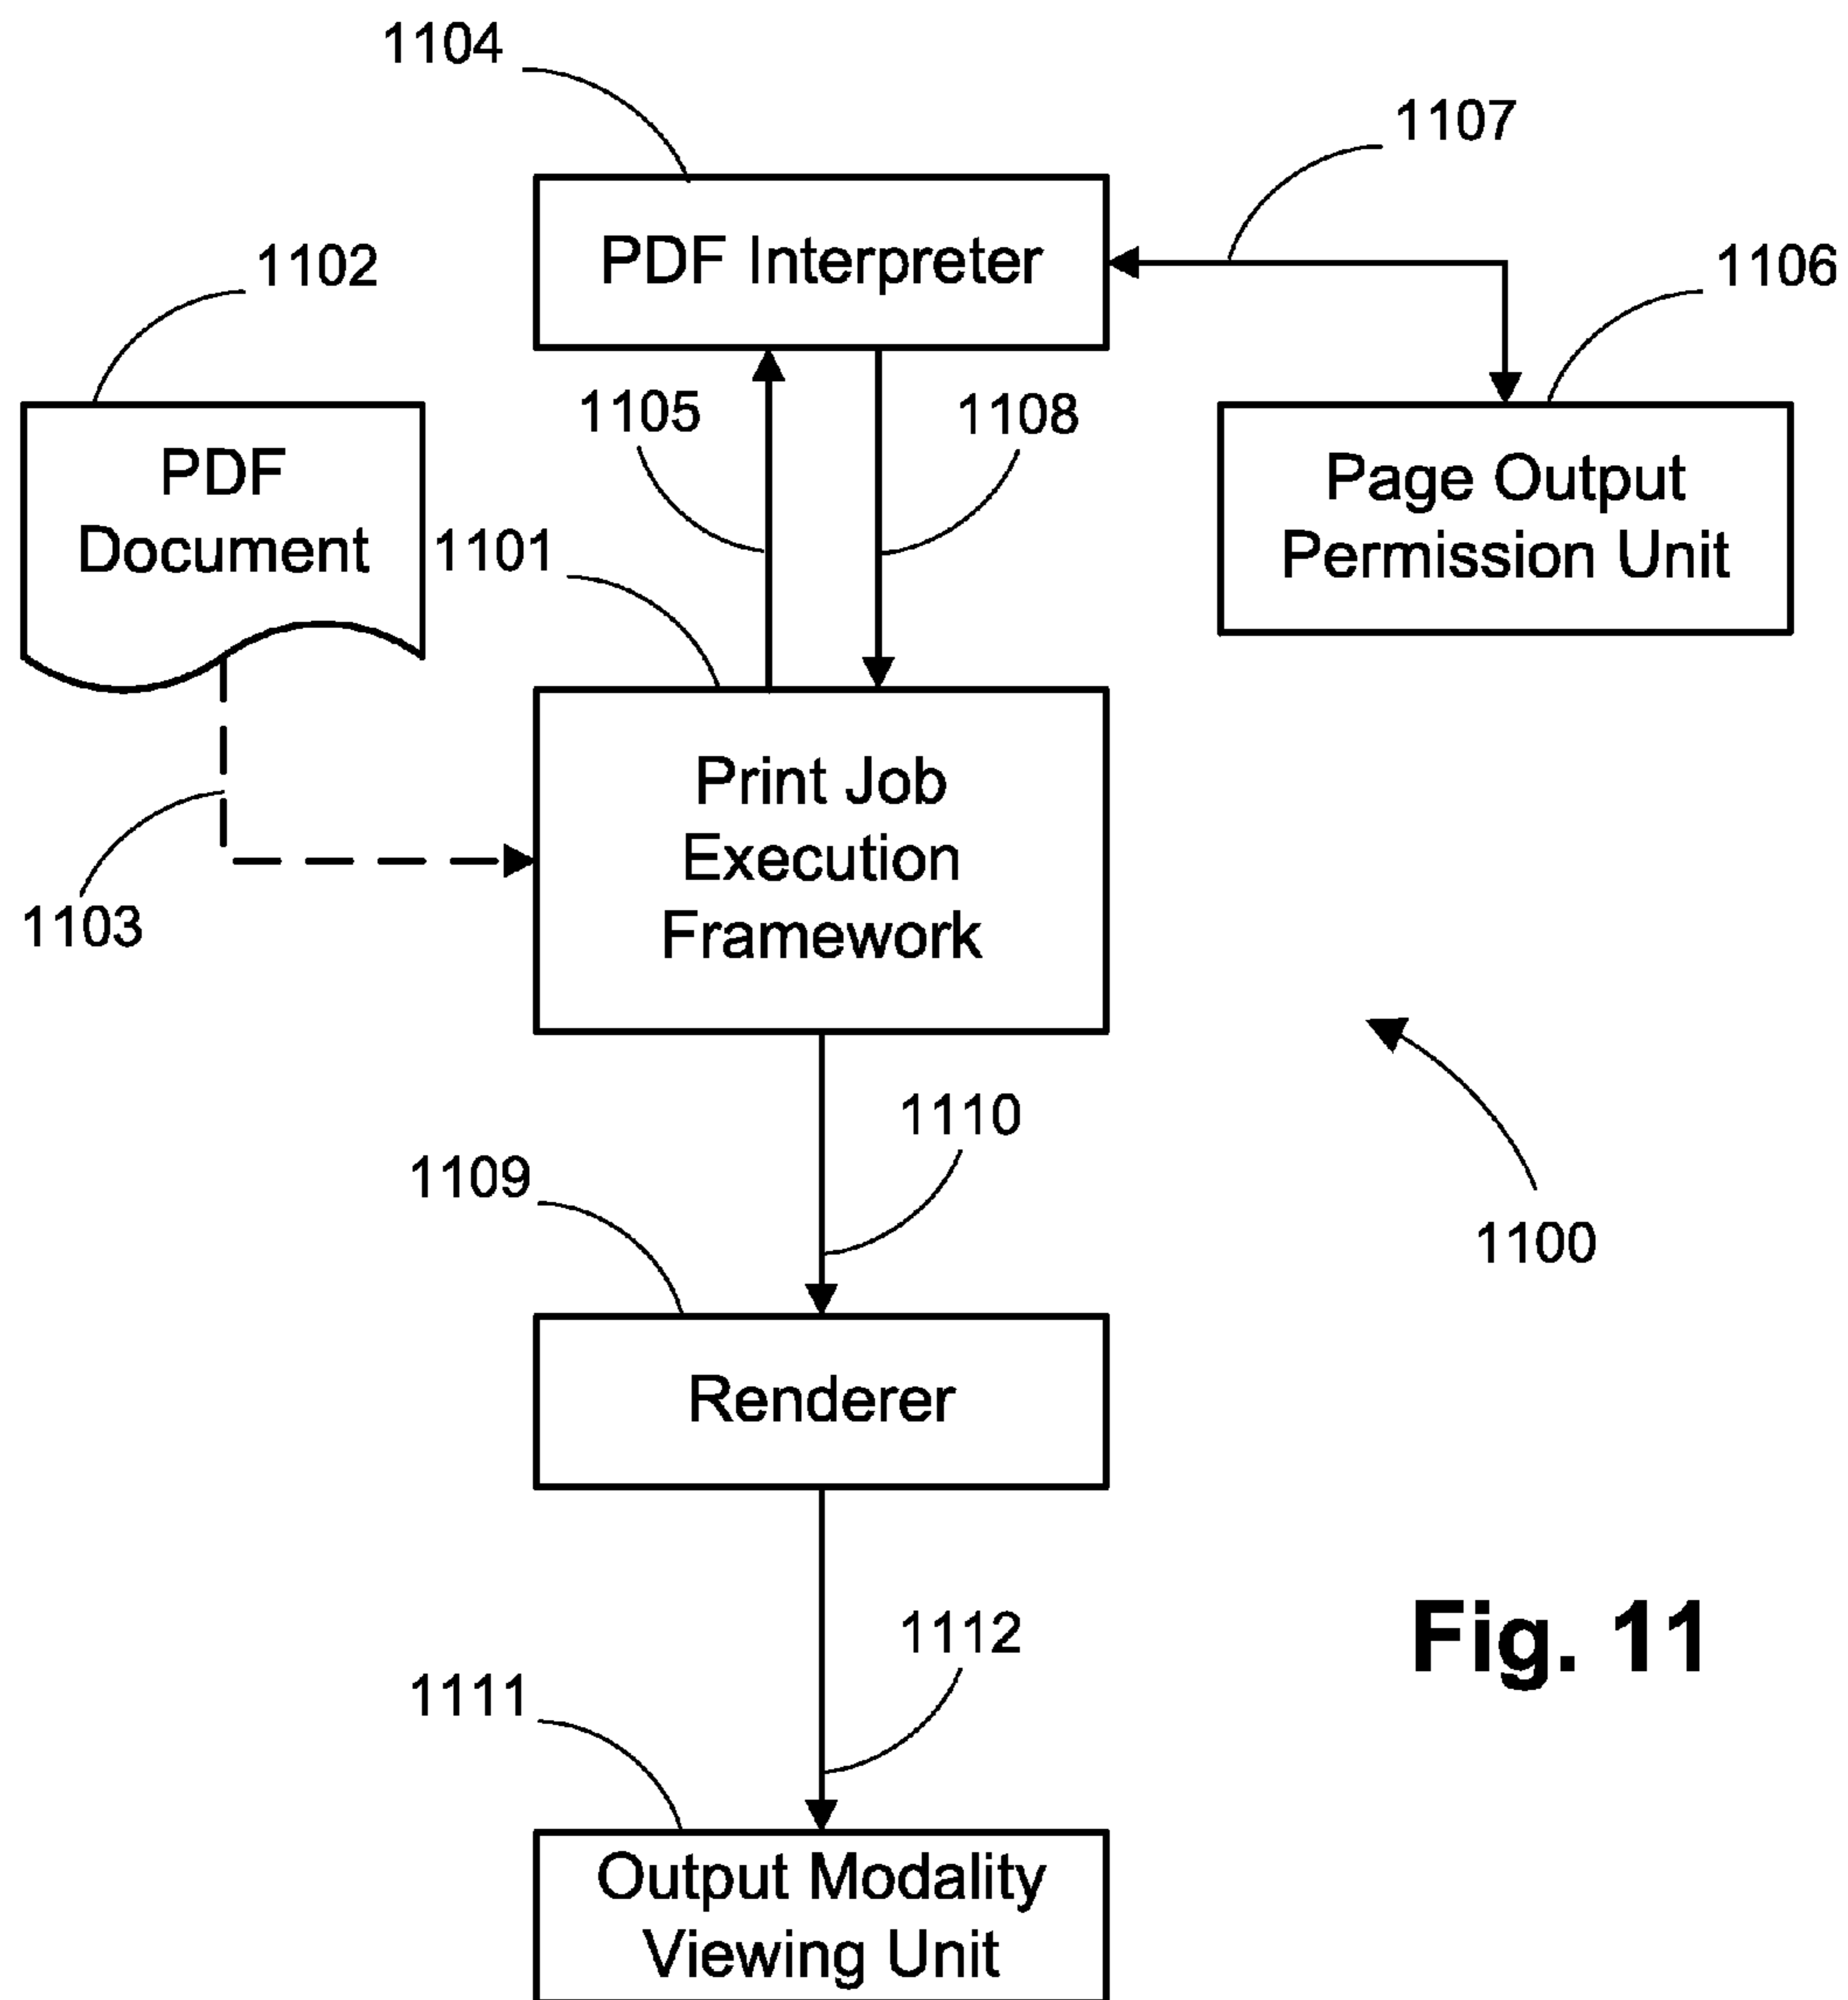 1104
1107
PDF Interpreter
1102
1106
1105
1108
PDF
Document
1101
Page Output
Permission Unit
Print Job
Execution
Framework
1103
1110
1109
1100
Renderer
1112
Fig. 11
1111
Output Modality
Viewing Unit